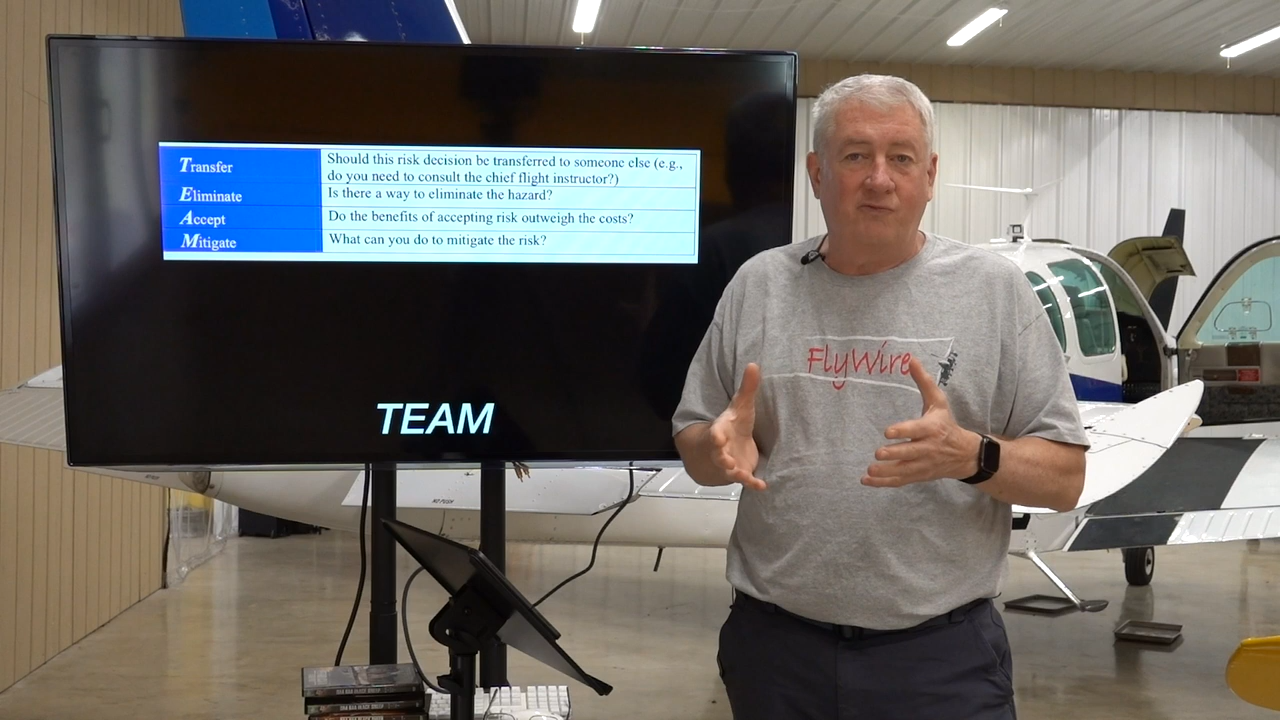 Transfer
Should this risk decision be transferred to someone else (e.g.,
do you need to consult the chief flight instructor?)
Eliminate
Is there a way to eliminate the hazard?
Accept
Do the benefits of accepting risk outweigh the costs?
Mitigate
What can you do to mitigate the risk?
TEAM
FlyWire
NO PUSH